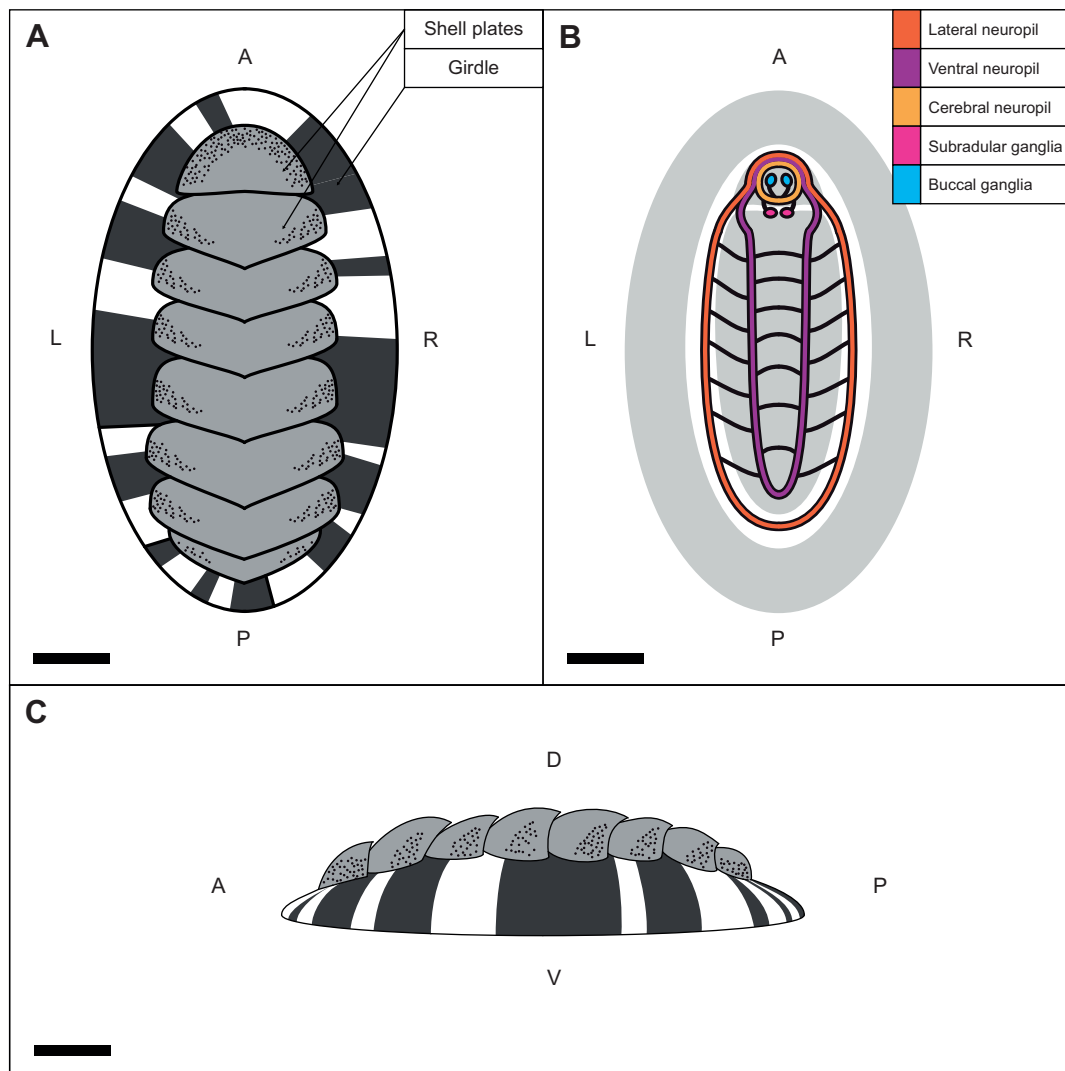 A
Shell plates
Girdle
A
L
R
P
B
Lateral neuropil
Ventral neuropil
Cerebral neuropil
Subradular ganglia
Buccal ganglia
A
L
R
P
C
D
A
P
V